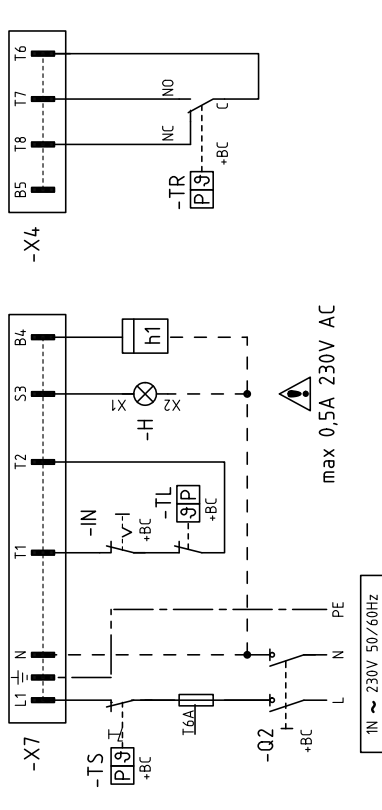 -X4
B5
T8
T7
T6
NC
NO
C
-TR
P ϑ
+BC
-X7
L1
N
T1
T2
S3
B4
-TS
P ϑ
+BC
T6A
-Q2
+BC
-IN
+BC
-TL
ϑ P
+BC
-H
X1
X2
h1
L
N
PE
1N ~ 230V 50/60Hz
max 0,5A 230V AC